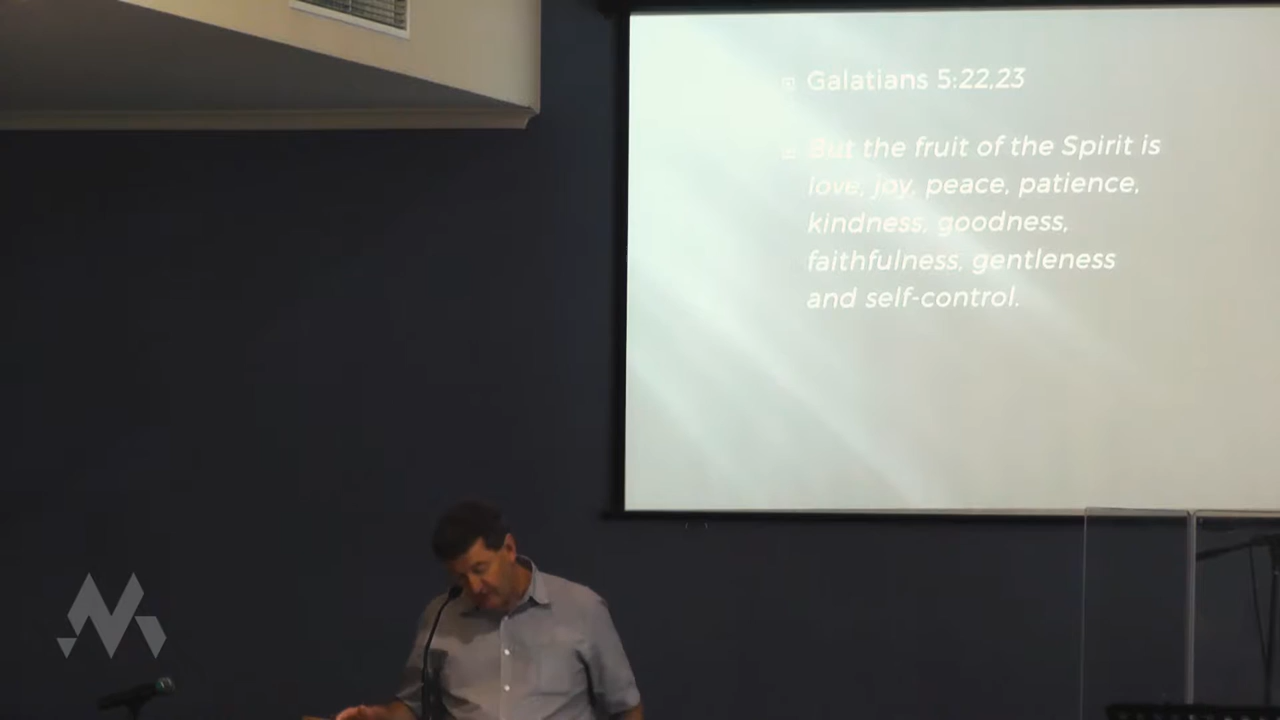 Galatians 5:22,23
But the fruit of the Spirit is
love, joy, peace, patience,
kindness, goodness,
faithfulness, gentleness
and self-control.